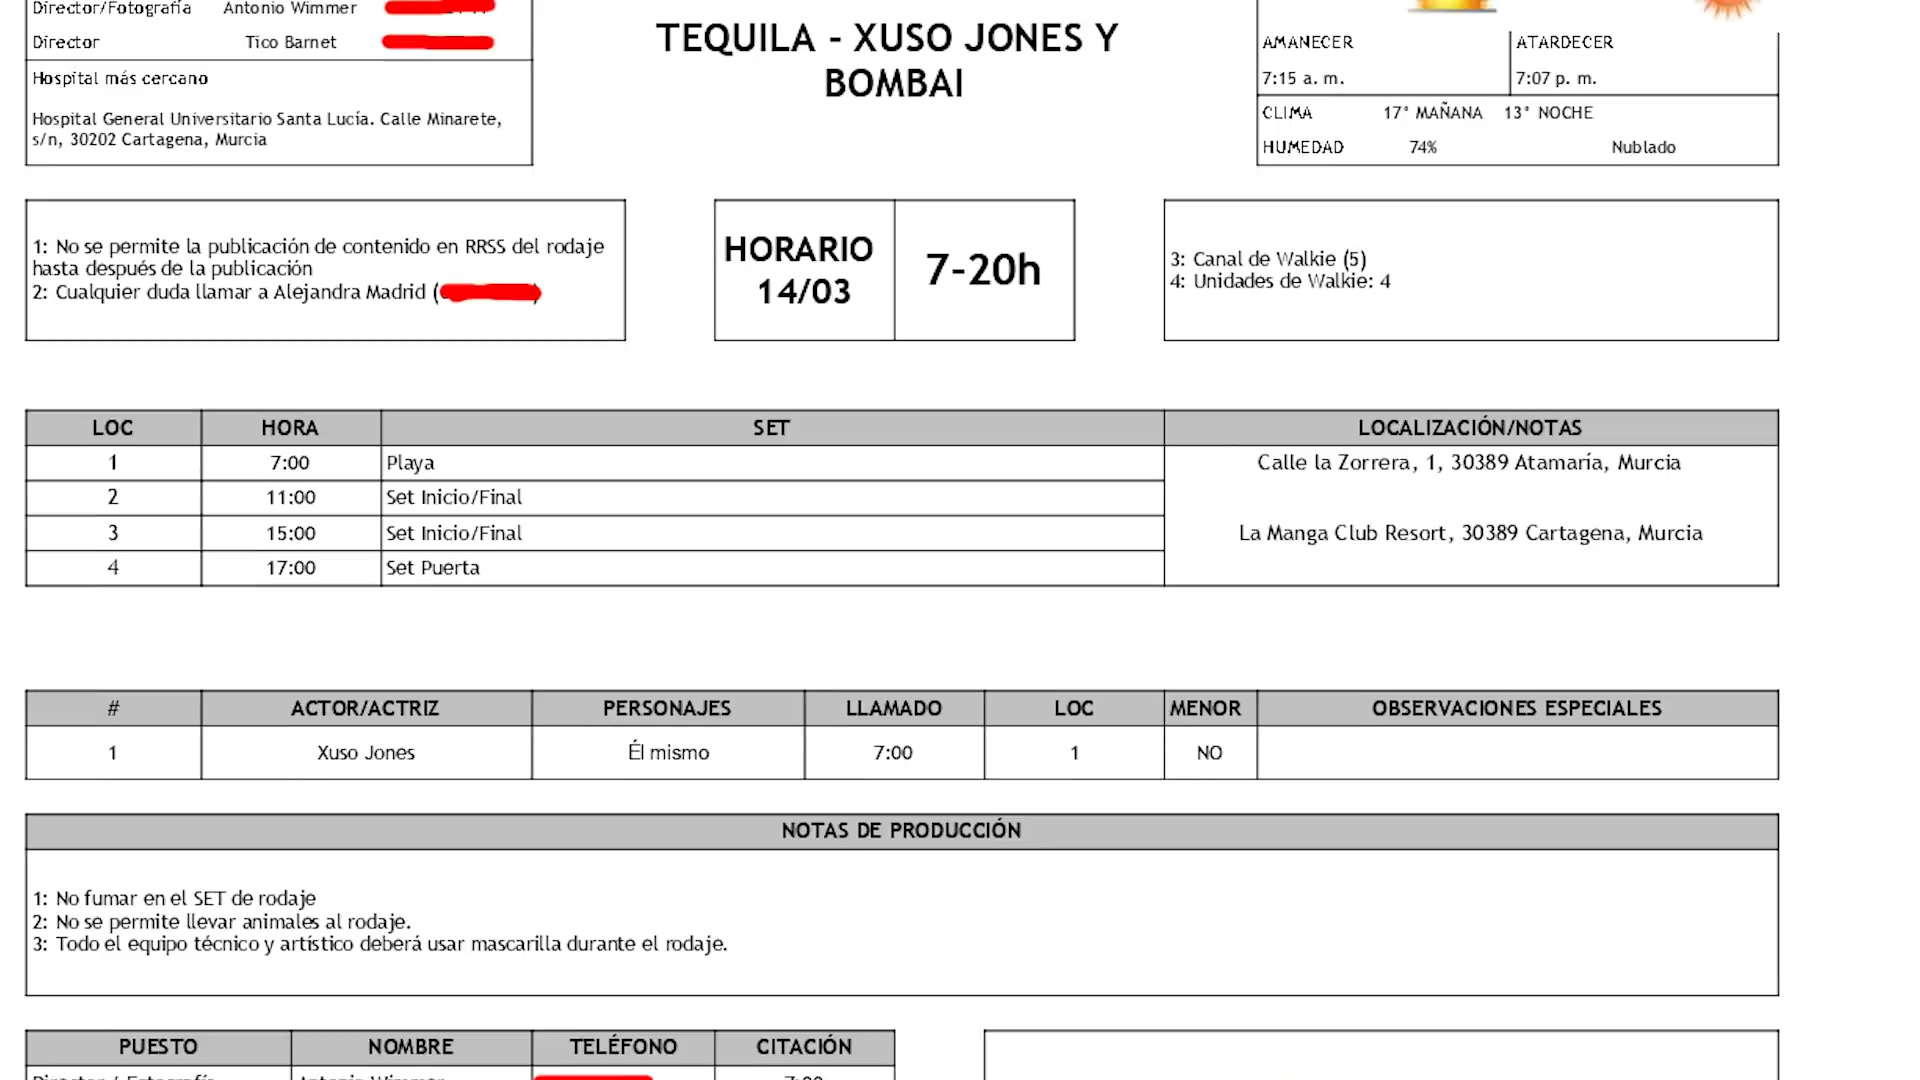 Director/Fotografía Antonio Wimmer
Director Tico Barnet
Hospital más cercano
Hospital General Universitario Santa Lucía. Calle Minarete,
s/n, 30202 Cartagena, Murcia
TEQUILA - XUSO JONES Y
BOMBAI
AMANECER ATARDECER
7:15 a. m. 7:07 p. m.
CLIMA 17° MAÑANA 13° NOCHE
HUMEDAD 74% Nublado
1: No se permite la publicación de contenido en RRSS del rodaje
hasta después de la publicación
2: Cualquier duda llamar a Alejandra Madrid (
HORARIO
14/03
7-20h
3: Canal de Walkie (5)
4: Unidades de Walkie: 4
LOC HORA SET LOCALIZACIÓN/NOTAS
1 7:00 Playa Calle la Zorrera, 1, 30389 Atamaría, Murcia
2 11:00 Set Inicio/Final
3 15:00 Set Inicio/Final La Manga Club Resort, 30389 Cartagena, Murcia
4 17:00 Set Puerta
# ACTOR/ACTRIZ PERSONAJES LLAMADO LOC MENOR OBSERVACIONES ESPECIALES
1 Xuso Jones Él mismo 7:00 1 NO
NOTAS DE PRODUCCIÓN
1: No fumar en el SET de rodaje
2: No se permite llevar animales al rodaje.
3: Todo el equipo técnico y artístico deberá usar mascarilla durante el rodaje.
PUESTO NOMBRE TELÉFONO CITACIÓN
Director / Fotografía Antonio Wimmer 7:00